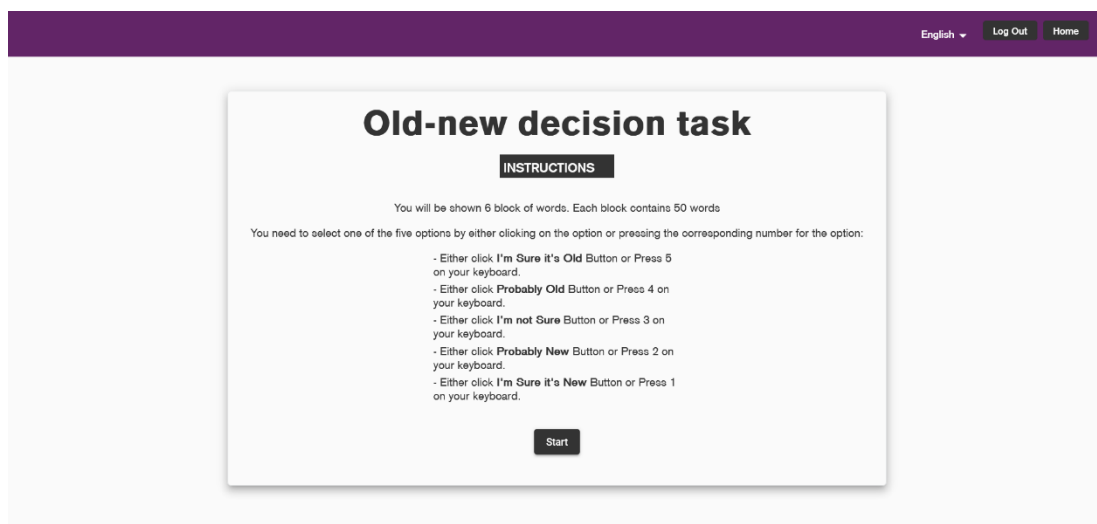 English
Log Out
Home
Old-new decision task
INSTRUCTIONS
You will be shown 6 block of words. Each block contains 50 words
You need to select one of the five options by either clicking on the option or pressing the corresponding number for the option:
- Either click I'm Sure it's Old Button or Press 5
on your keyboard.
- Either click Probably Old Button or Press 4 on
your keyboard.
- Either click I'm not Sure Button or Press 3 on
your keyboard.
- Either click Probably New Button or Press 2 on
your keyboard.
- Either click I'm Sure it's New Button or Press 1
on your keyboard.
Start